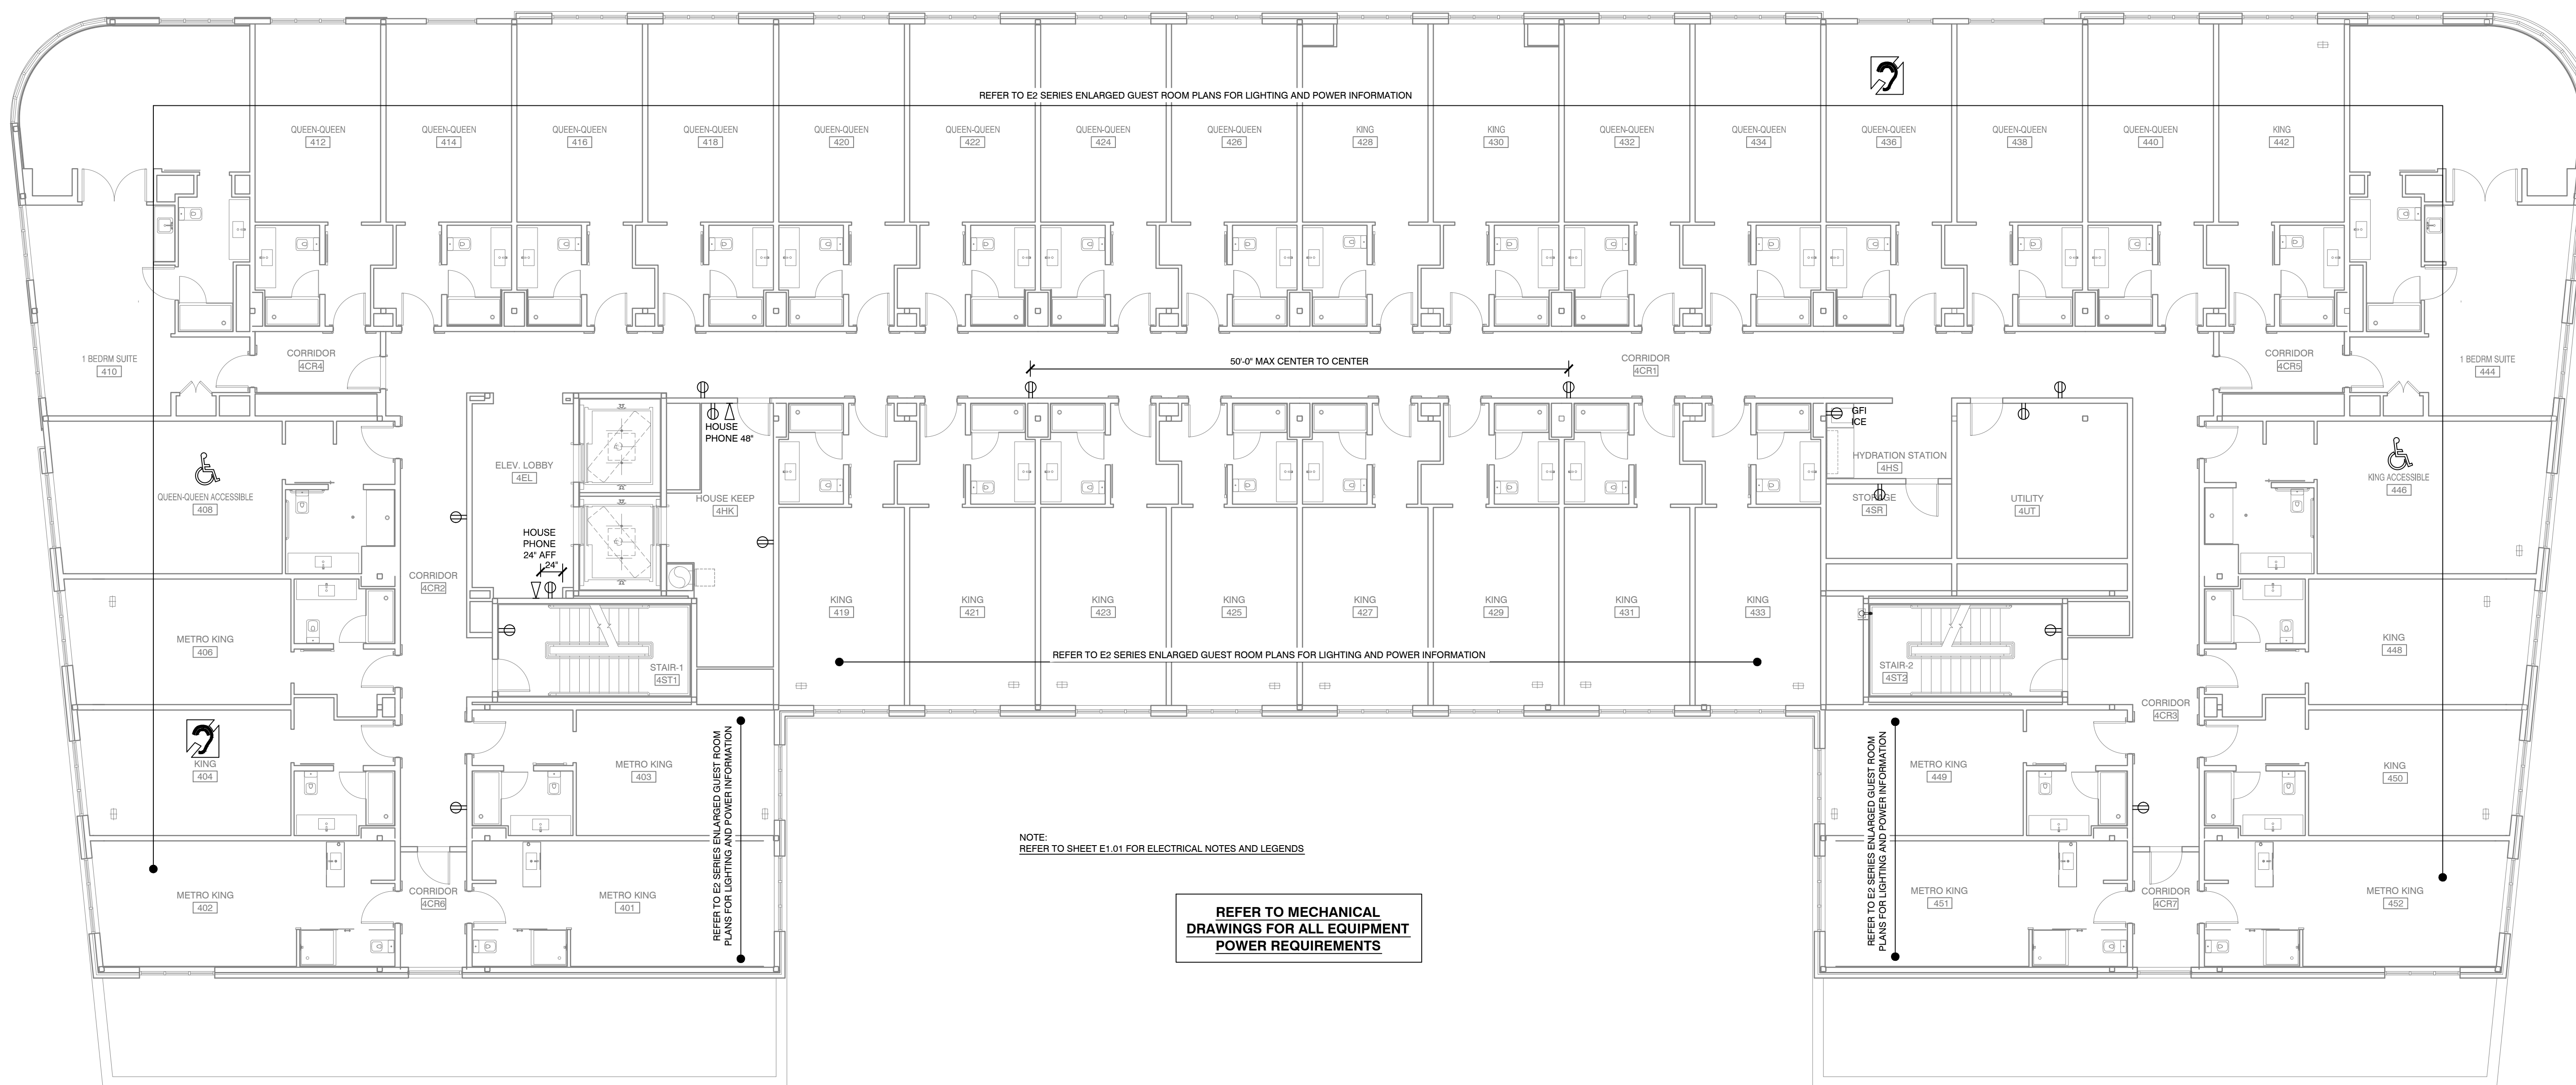 REFER TO E2 SERIES ENLARGED GUEST ROOM PLANS FOR LIGHTING AND POWER INFORMATION
QUEEN-QUEEN
412
QUEEN-QUEEN
414
QUEEN-QUEEN
416
QUEEN-QUEEN
418
QUEEN-QUEEN
420
QUEEN-QUEEN
422
QUEEN-QUEEN
424
QUEEN-QUEEN
426
KING
428
KING
430
QUEEN-QUEEN
432
QUEEN-QUEEN
434
QUEEN-QUEEN
436
QUEEN-QUEEN
438
QUEEN-QUEEN
440
KING
442
1 BEDRM SUITE
410
CORRIDOR
4CR4
50'-0" MAX CENTER TO CENTER
CORRIDOR
4CR1
CORRIDOR
4CR5
1 BEDRM SUITE
444
HOUSE
PHONE 48"
GFI
ICE
ELEV. LOBBY
4EL
HYDRATION STATION
4HS
QUEEN-QUEEN ACCESSIBLE
408
HOUSE KEEP
4HK
STORAGE
4SR
UTILITY
4UT
KING ACCESSIBLE
446
HOUSE
PHONE
24" AFF
24"
CORRIDOR
4CR2
KING
419
KING
421
KING
423
KING
425
KING
427
KING
429
KING
431
KING
433
METRO KING
406
KING
448
REFER TO E2 SERIES ENLARGED GUEST ROOM PLANS FOR LIGHTING AND POWER INFORMATION
STAIR-1
4ST1
STAIR-2
4ST2
CORRIDOR
4CR3
KING
404
METRO KING
403
REFER TO E2 SERIES ENLARGED GUEST ROOM
PLANS FOR LIGHTING AND POWER INFORMATION
REFER TO E2 SERIES ENLARGED GUEST ROOM
PLANS FOR LIGHTING AND POWER INFORMATION
METRO KING
449
KING
450
NOTE:
REFER TO SHEET E1.01 FOR ELECTRICAL NOTES AND LEGENDS
METRO KING
402
CORRIDOR
4CR6
METRO KING
401
REFER TO MECHANICAL
DRAWINGS FOR ALL EQUIPMENT
POWER REQUIREMENTS
METRO KING
451
CORRIDOR
4CR7
METRO KING
452